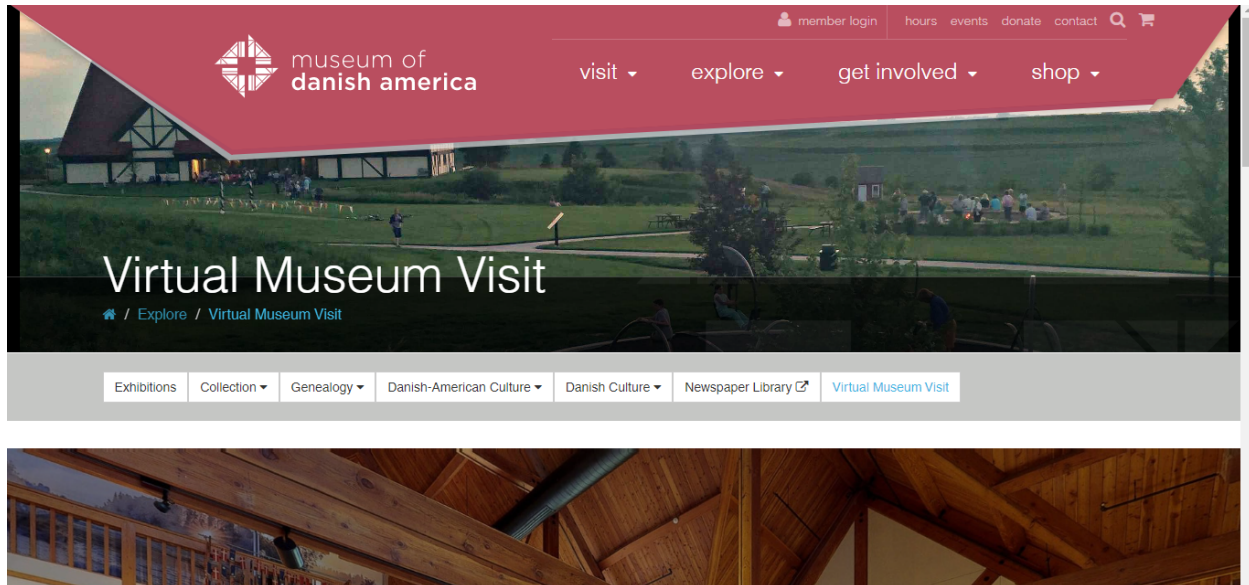 member login hours events donate contact
museum of
danish america
visit explore get involved shop
Virtual Museum Visit
/ Explore / Virtual Museum Visit
Exhibitions Collection Genealogy Danish-American Culture Danish Culture Newspaper Library Virtual Museum Visit